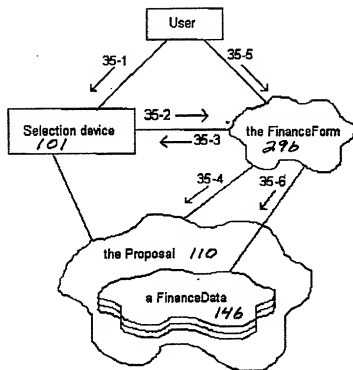 User
35-1
35-5
35-2
Selection device
101
35-3
the FinanceForm
296
35-4
35-6
the Proposal 110
a FinanceData
146